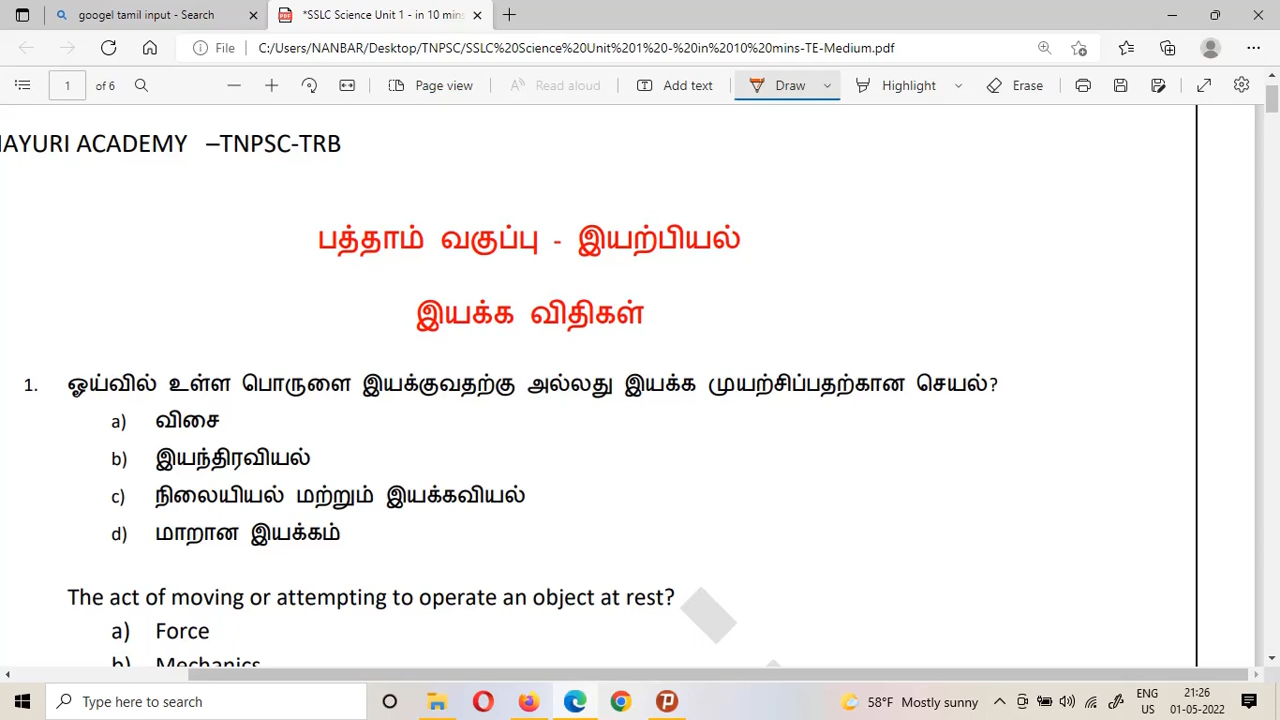 googel tamil input - Search
*SSLC Science Unit 1 - in 10 mins
File
C:/Users/NANBAR/Desktop/TNPSC/SSLC%20Science%20Unit%201%20-%20in%2010%20mins-TE-Medium.pdf
1 of 6
Page view
Read aloud
Add text
Draw
Highlight
Erase
AYURI ACADEMY –TNPSC-TRB
பத்தாம் வகுப்பு - இயற்பியல்
இயக்க விதிகள்
1. ஓய்வில் உள்ள பொருளை இயக்குவதற்கு அல்லது இயக்க முயற்சிப்பதற்கான செயல்?
a) விசை
b) இயந்திரவியல்
c) நிலையியல் மற்றும் இயக்கவியல்
d) மாறான இயக்கம்
The act of moving or attempting to operate an object at rest?
a) Force
b) Mechanics
Type here to search
58°F Mostly sunny
ENG
US
21:26
01-05-2022